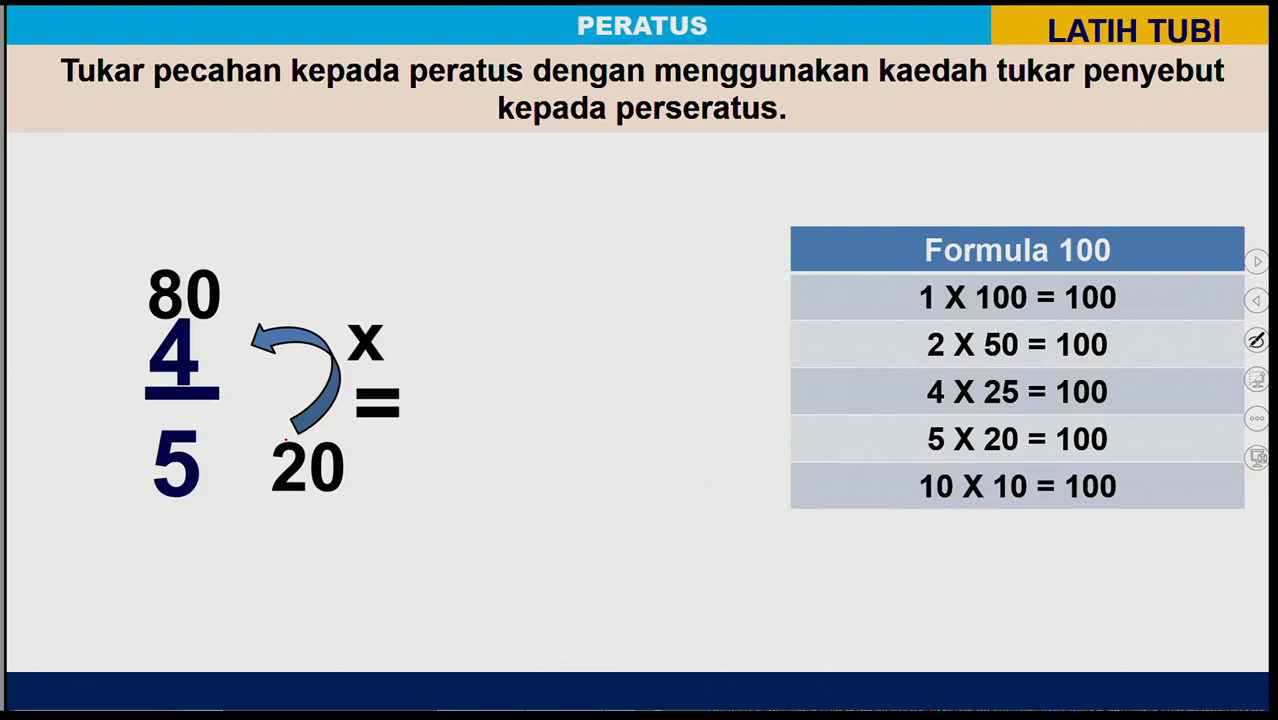 PERATUS
LATIH TUBI
Tukar pecahan kepada peratus dengan menggunakan kaedah tukar penyebut
kepada perseratus.
80
4
5
20
x
=
Formula 100
1 X 100 = 100
2 X 50 = 100
4 X 25 = 100
5 X 20 = 100
10 X 10 = 100